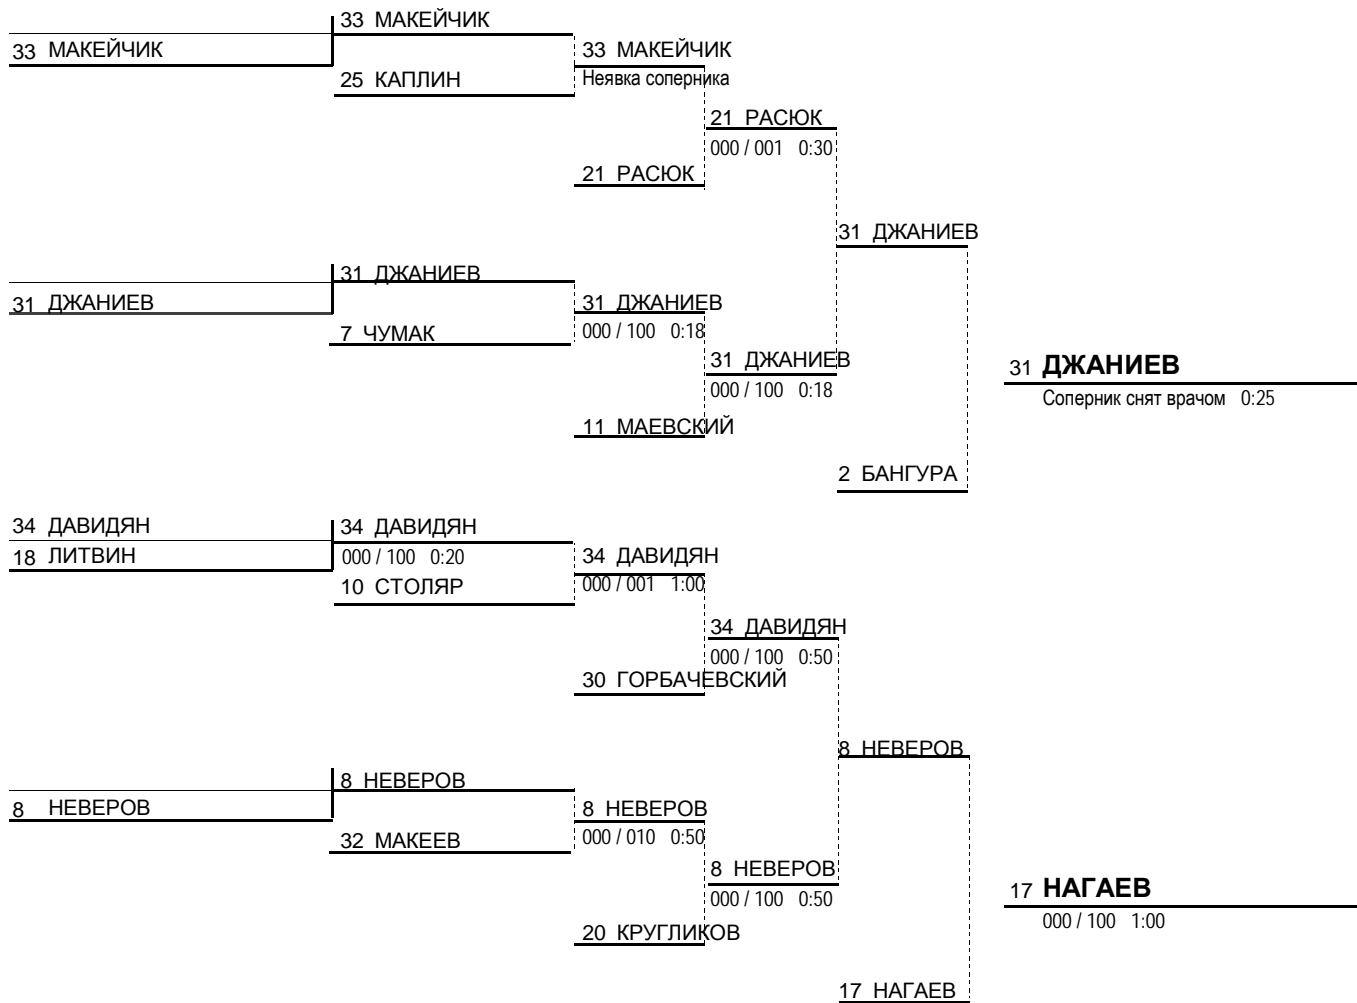 33 МАКЕЙЧИК
33 МАКЕЙЧИК
33 МАКЕЙЧИК
25 КАПЛИН
Неявка соперника
21 РАСЮК
000 / 001 0:30
21 РАСЮК
31 ДЖАНИЕВ
31 ДЖАНИЕВ
31 ДЖАНИЕВ
31 ДЖАНИЕВ
7 ЧУМАК
000 / 100 0:18
31 ДЖАНИЕВ
31 ДЖАНИЕВ
000 / 100 0:18
Соперник снят врачом 0:25
11 МАЕВСКИЙ
2 БАНГУРА
34 ДАВИДЯН
34 ДАВИДЯН
18 ЛИТВИН
000 / 100 0:20
34 ДАВИДЯН
10 СТОЛЯР
000 / 001 1:00
34 ДАВИДЯН
000 / 100 0:50
30 ГОРБАЧЕВСКИЙ
8 НЕВЕРОВ
8 НЕВЕРОВ
8 НЕВЕРОВ
8 НЕВЕРОВ
32 МАКЕЕВ
000 / 010 0:50
8 НЕВЕРОВ
17 НАГАЕВ
000 / 100 0:50
000 / 100 1:00
20 КРУГЛИКОВ
17 НАГАЕВ